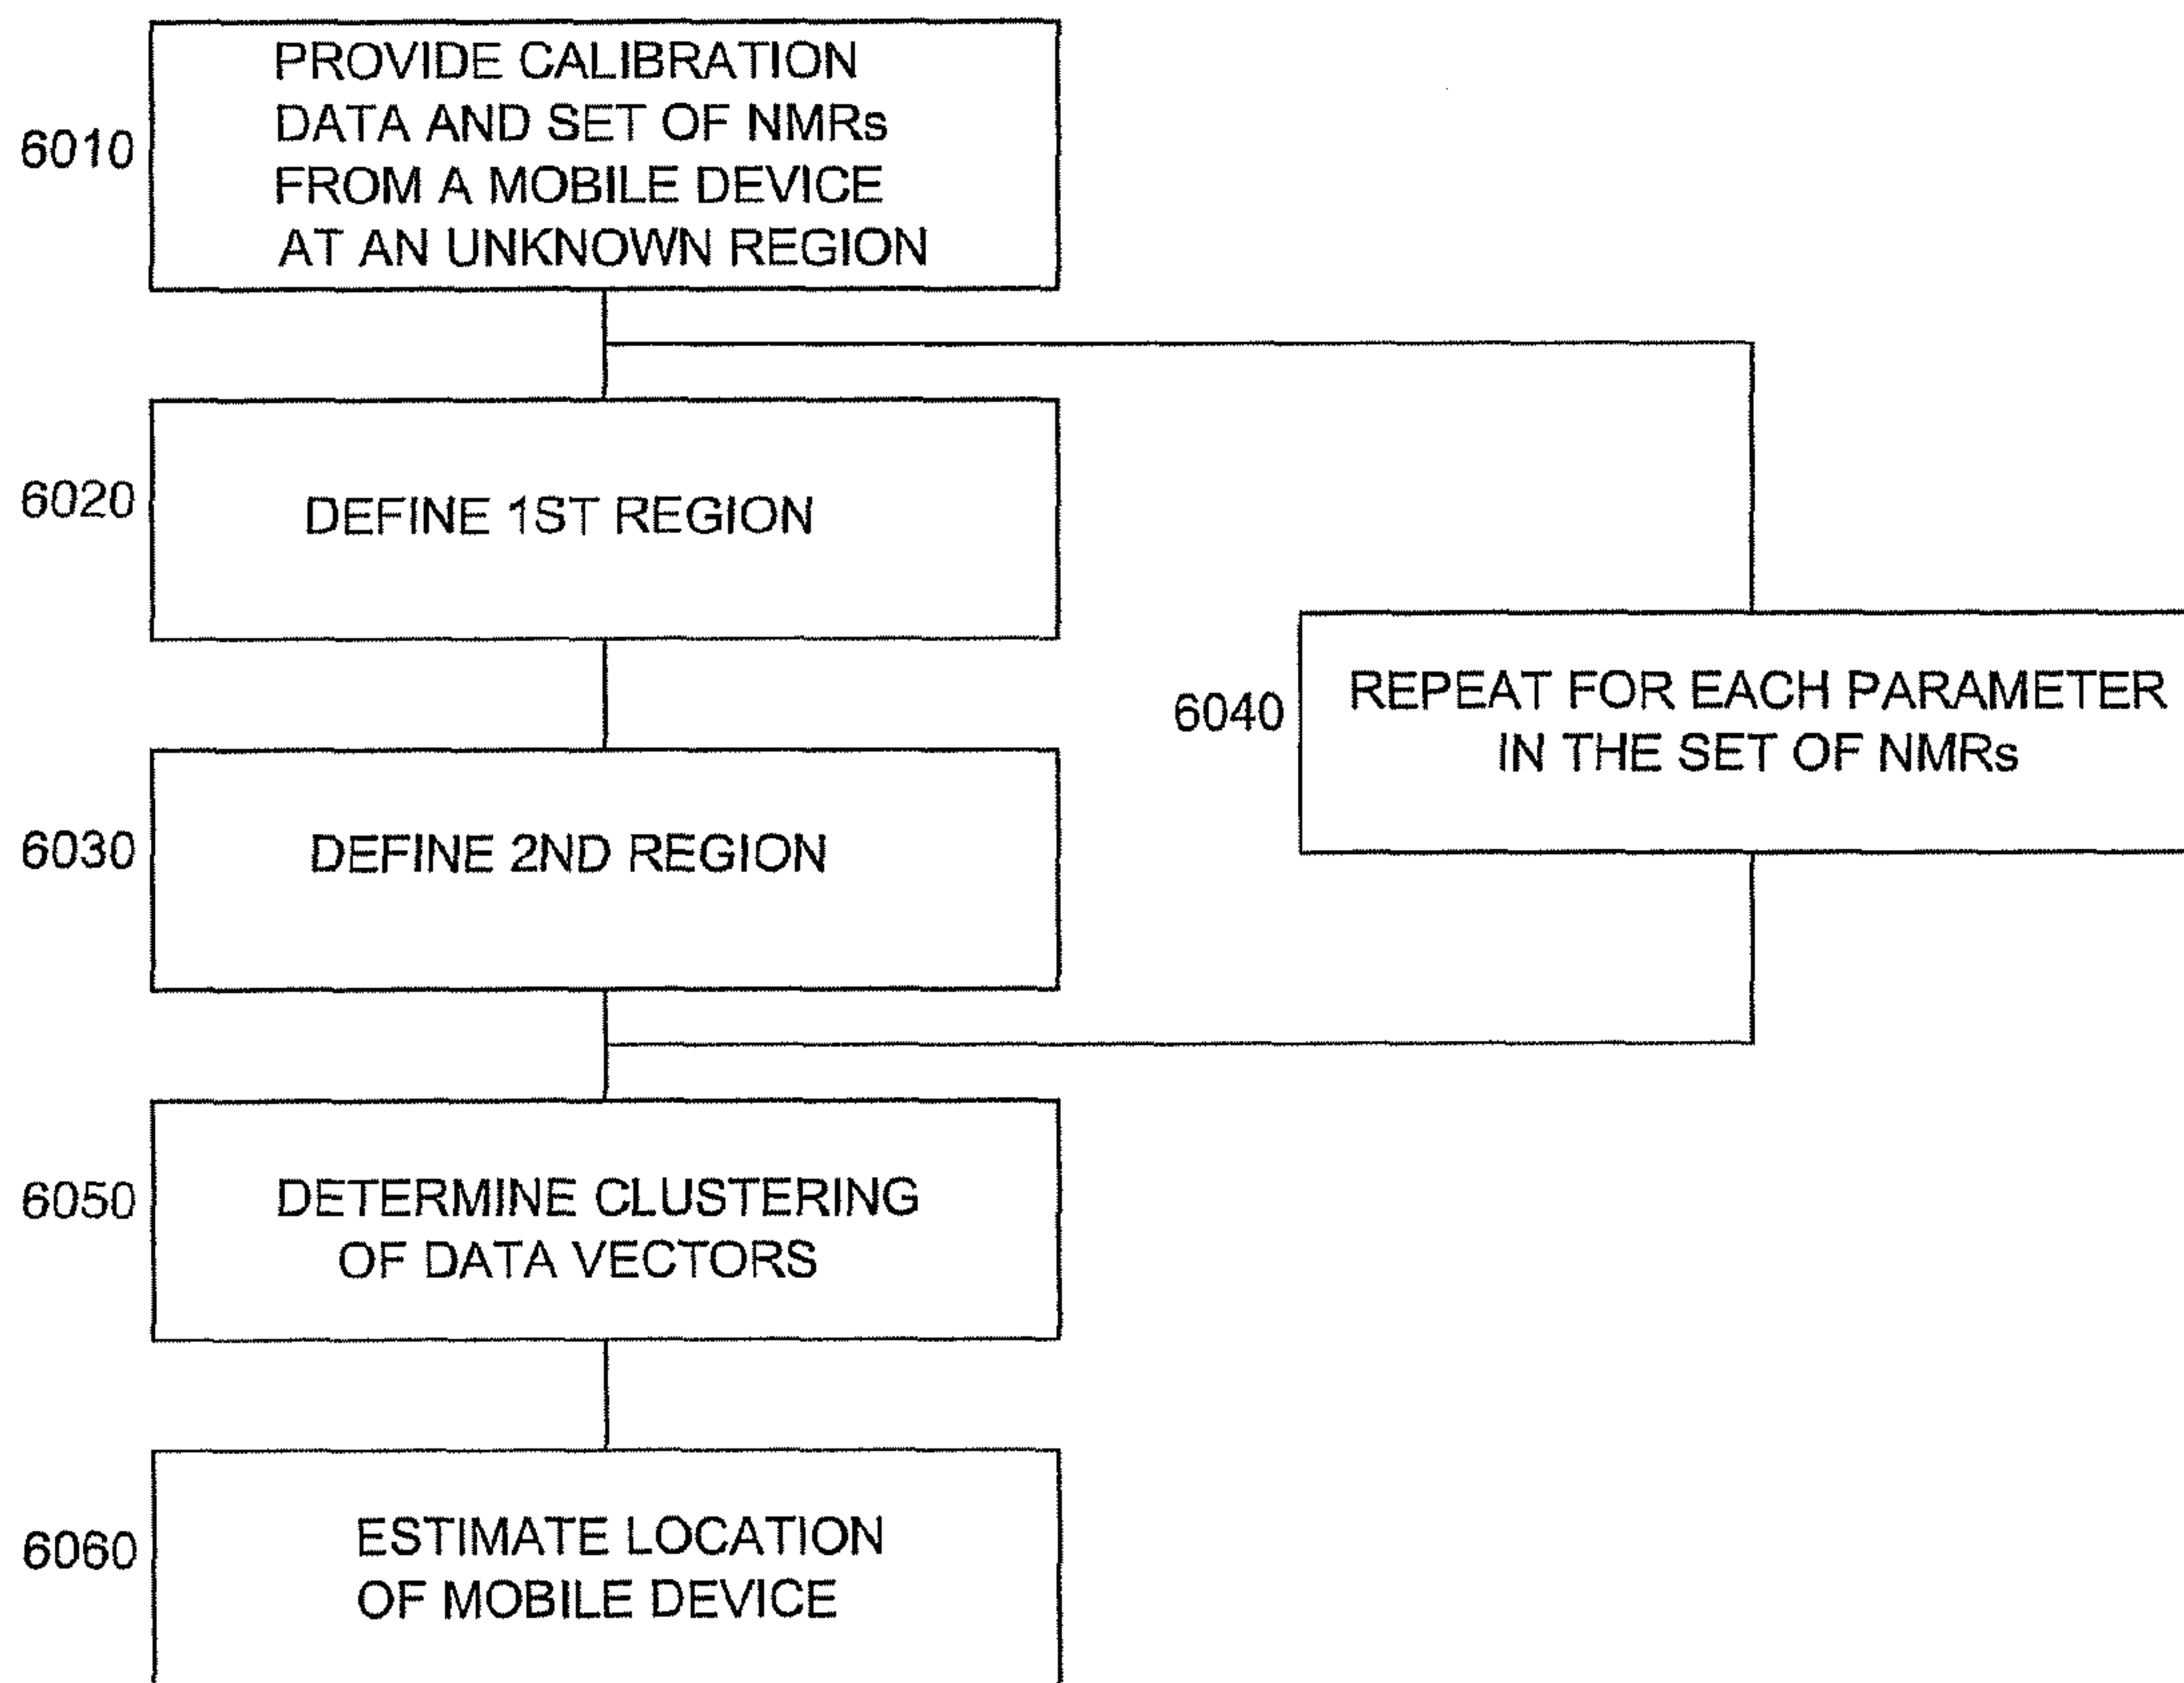 6010
PROVIDE CALIBRATION
DATA AND SET OF NMRs
FROM A MOBILE DEVICE
AT AN UNKNOWN REGION
6020
DEFINE 1ST REGION
6030
DEFINE 2ND REGION
6040
REPEAT FOR EACH PARAMETER
IN THE SET OF NMRs
6050
DETERMINE CLUSTERING
OF DATA VECTORS
6060
ESTIMATE LOCATION
OF MOBILE DEVICE